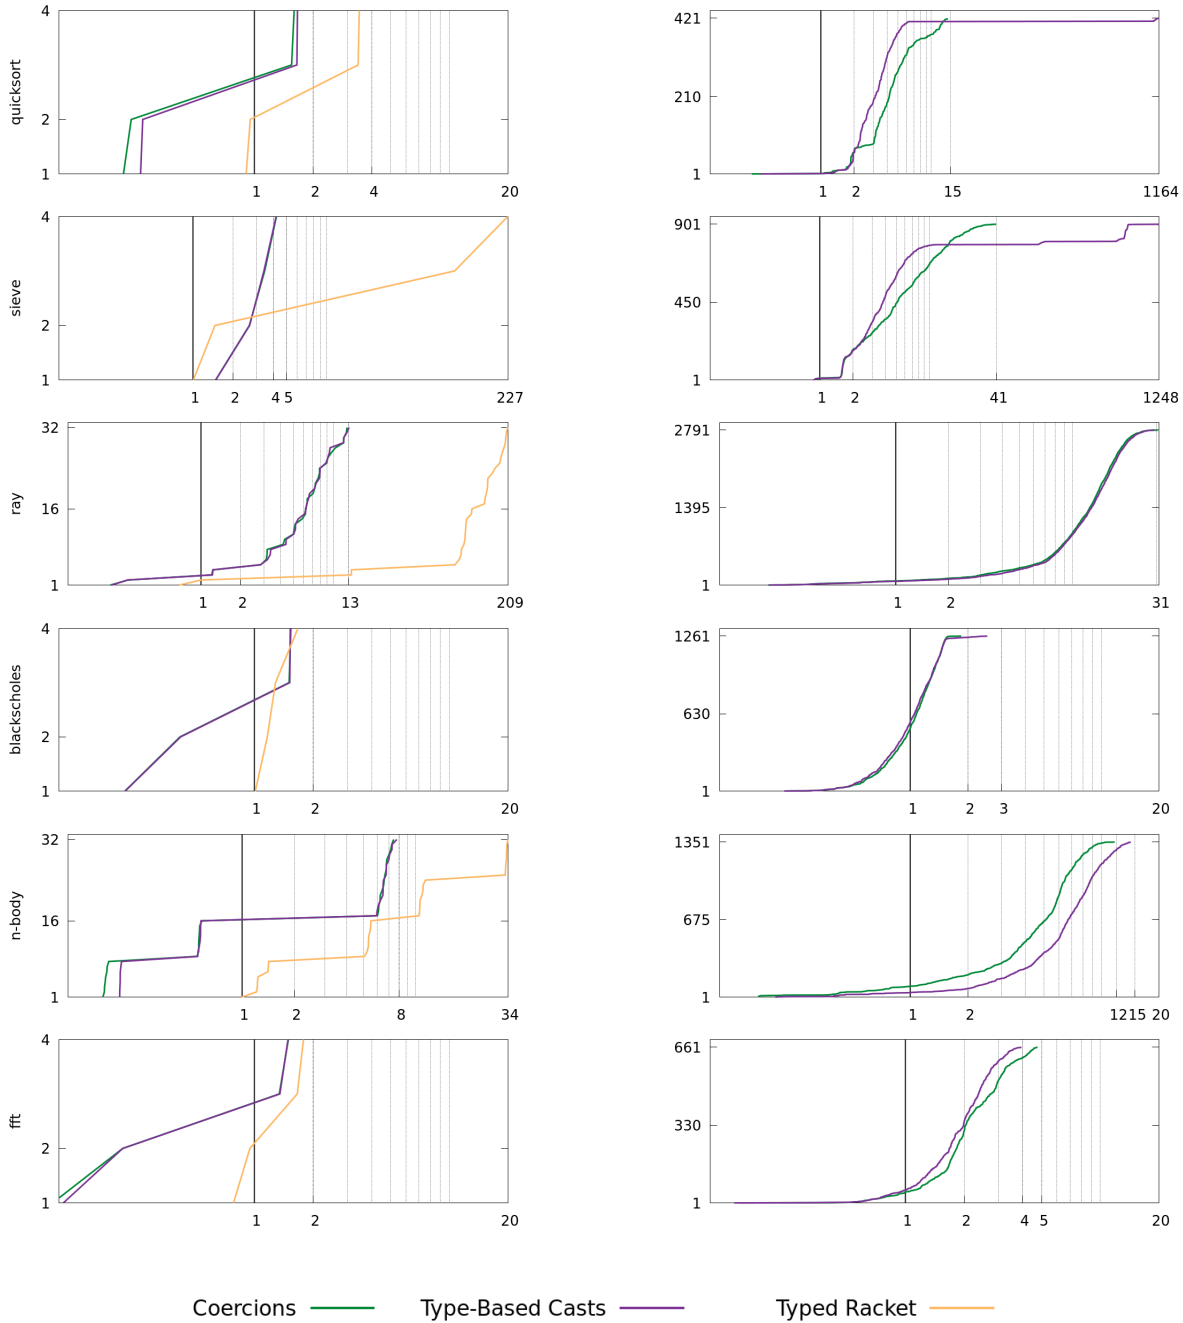 4 421
quicksort
2 210
1 1
1 2 4 20 1 2 15 1164
4 901
sieve
2 450
1 1
1 2 4 5 227 1 2 41 1248
32 2791
ray
16 1395
1 1
1 2 13 209 1 2 31
4 1261
blackscholes
2 630
1 1
1 2 20 1 2 3 20
32 1351
n-body
16 675
1 1
1 2 8 34 1 2 1215 20
4 661
fft
2 330
1 1
1 2 20 1 2 4 5 20
Coercions Type-Based Casts Typed Racket